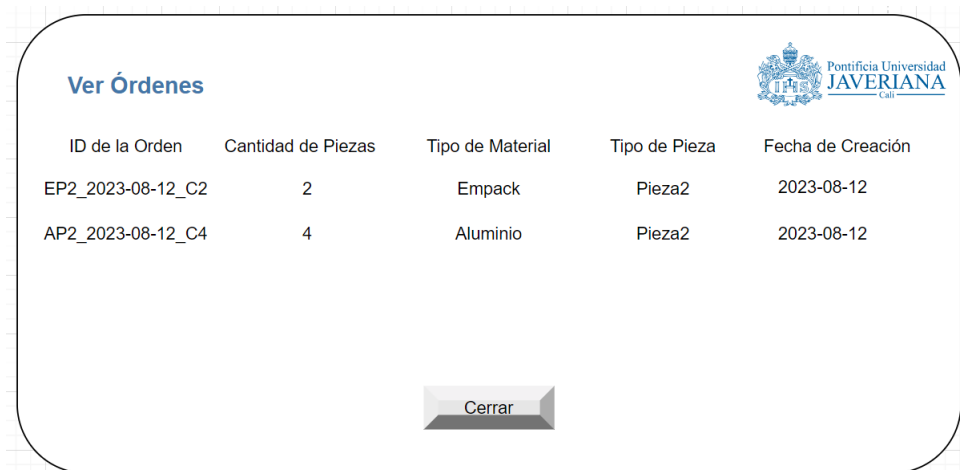 Ver Órdenes
Pontificia Universidad
JAVERIANA
Cali
IHS
ID de la Orden Cantidad de Piezas Tipo de Material Tipo de Pieza Fecha de Creación
EP2_2023-08-12_C2 2 Empack Pieza2 2023-08-12
AP2_2023-08-12_C4 4 Aluminio Pieza2 2023-08-12
Cerrar